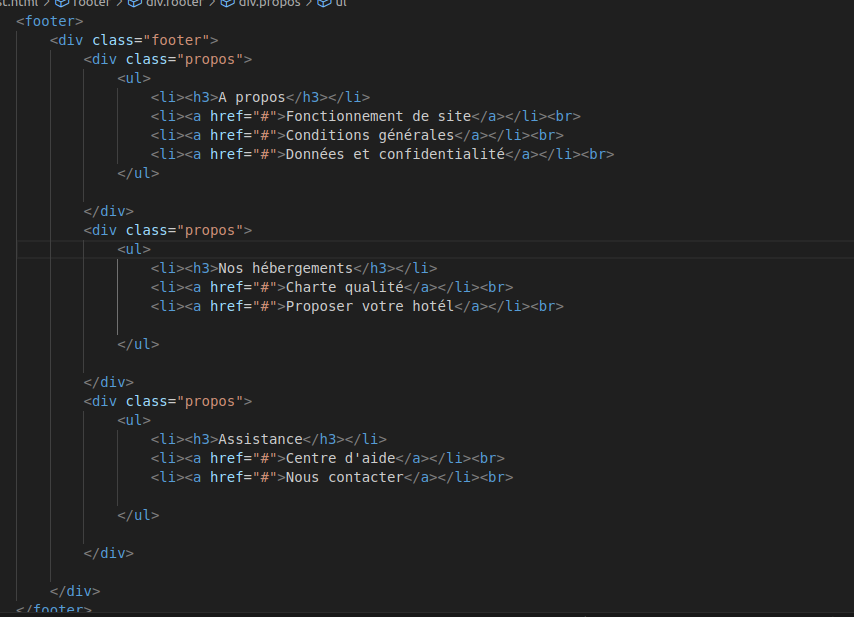 st.html > footer > div.footer > div.propos > ul
<footer>
<div class="footer">
<div class="propos">
<ul>
<li><h3>A propos</h3></li>
<li><a href="#">Fonctionnement de site</a></li><br>
<li><a href="#">Conditions générales</a></li><br>
<li><a href="#">Données et confidentialité</a></li><br>
</ul>
</div>
<div class="propos">
<ul>
<li><h3>Nos hébergements</h3></li>
<li><a href="#">Charte qualité</a></li><br>
<li><a href="#">Proposer votre hotél</a></li><br>
</ul>
</div>
<div class="propos">
<ul>
<li><h3>Assistance</h3></li>
<li><a href="#">Centre d'aide</a></li><br>
<li><a href="#">Nous contacter</a></li><br>
</ul>
</div>
</div>
</footer>